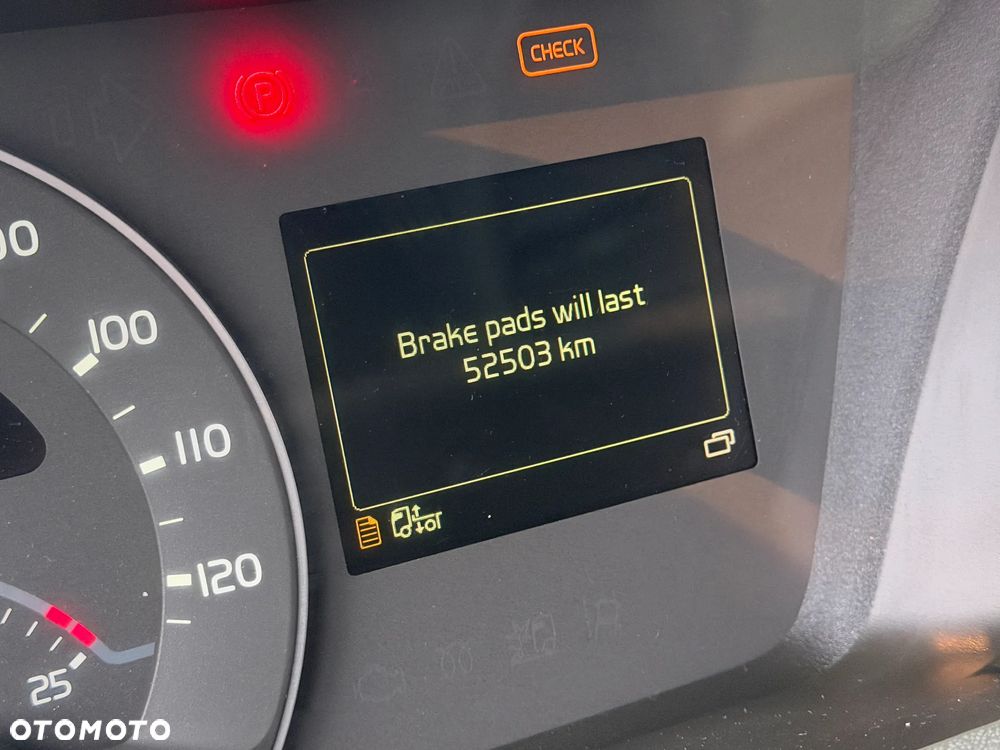 CHECK
P
Brake pads will last
52503 km
100
110
120
25
OTOMOTO